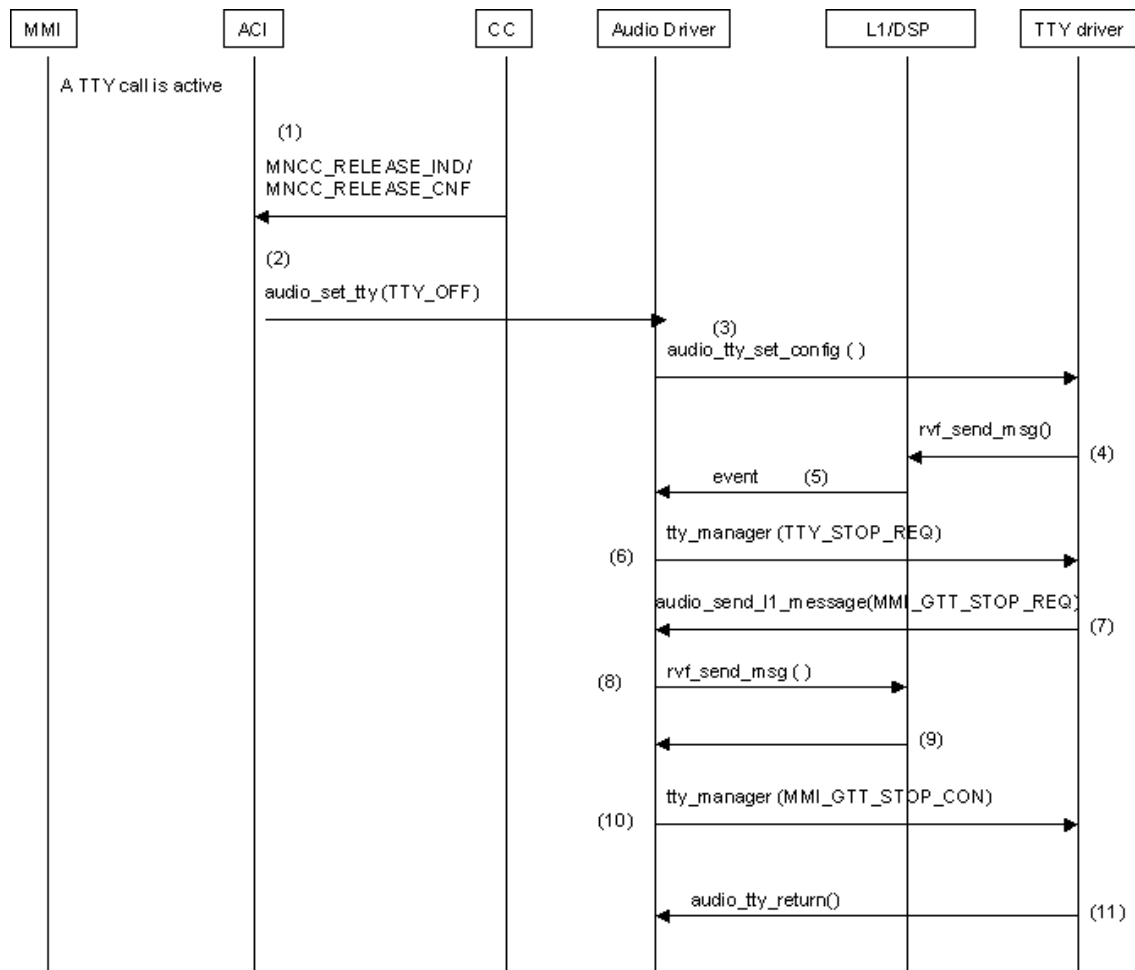 MMI ACI CC Audio Driver L1/DSP TTY driver
A TTY call is active
(1)
MNCC_RELEASE_IND/
MNCC_RELEASE_CNF
(2)
audio_set_tty(TTY_OFF)
(3)
audio_tty_set_config ( )
rvf_send_msg()
(4)
event (5)
tty_manager (TTY_STOP_REQ)
(6)
audio_send_l1_message(MMI_GTT_STOP_REQ)
(7)
rvf_send_msg ( )
(8)
(9)
tty_manager (MMI_GTT_STOP_CON)
(10)
audio_tty_return()
(11)